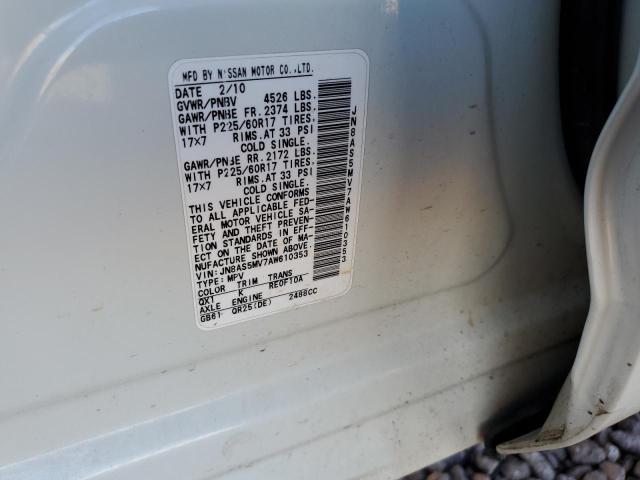 MFD BY NISSAN MOTOR CO.,LTD.
DATE 2/10
GVWR/PNBV 4526 LBS.
GAWR/PNBE FR. 2374 LBS.
WITH P225/60R17 TIRES,
17X7 RIMS.AT 33 PSI
COLD SINGLE.
GAWR/PNBE RR. 2172 LBS.
WITH P225/60R17 TIRES,
17X7 RIMS.AT 33 PSI
COLD SINGLE.
THIS VEHICLE CONFORMS
TO ALL APPLICABLE FED-
ERAL MOTOR VEHICLE SA-
FETY AND THEFT PREVEN-
TION STANDARDS IN EFF-
ECT ON THE DATE OF MA-
NUFACTURE SHOWN ABOVE.
VIN:JN8AS5MV7AW610353
TYPE:MPV
COLOR TRIM TRANS
QX1 K RE0F10A
AXLE ENGINE
GB61 QR25(DE) 2488CC
JN8AS5MV7AW610353